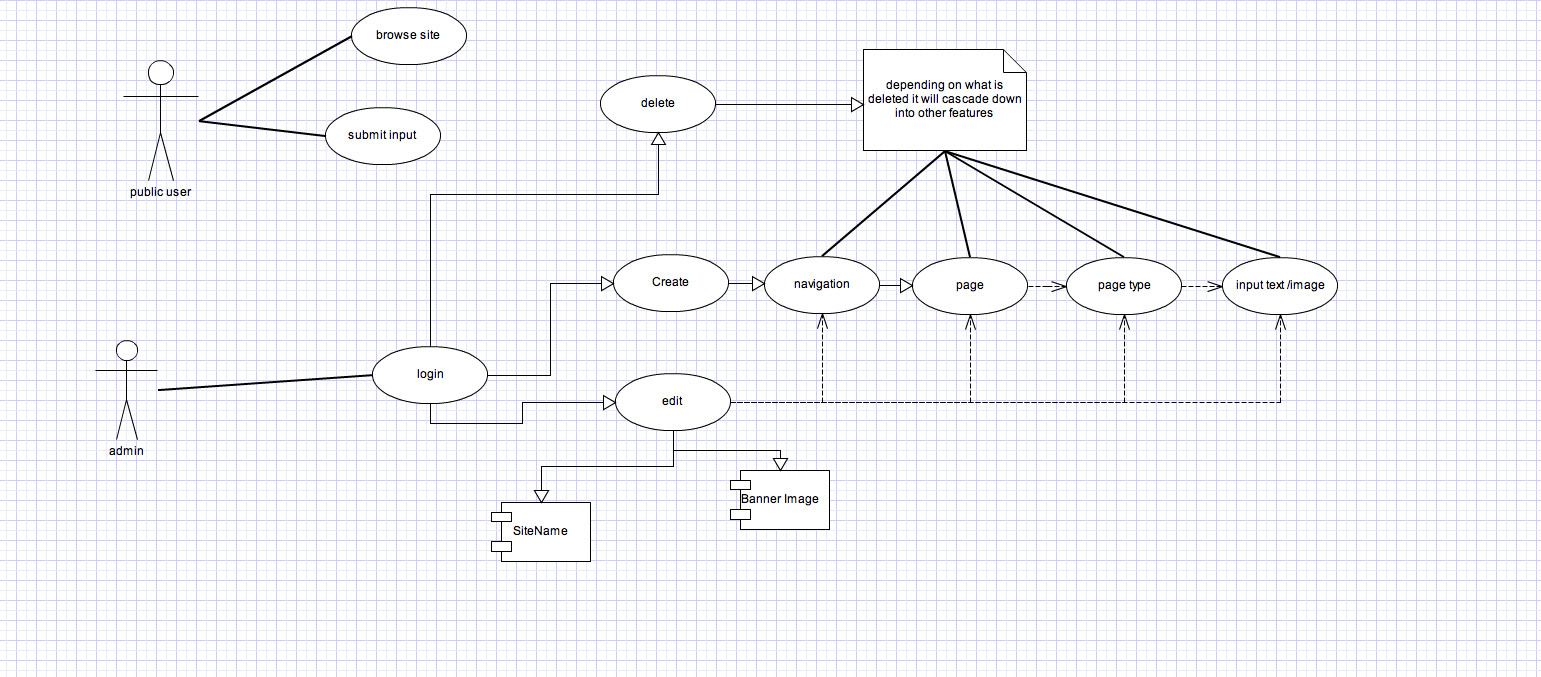 browse site
submit input
public user
delete
depending on what is
deleted it will cascade down
into other features
Create
navigation
page
page type
input text /image
login
edit
admin
SiteName
Banner Image